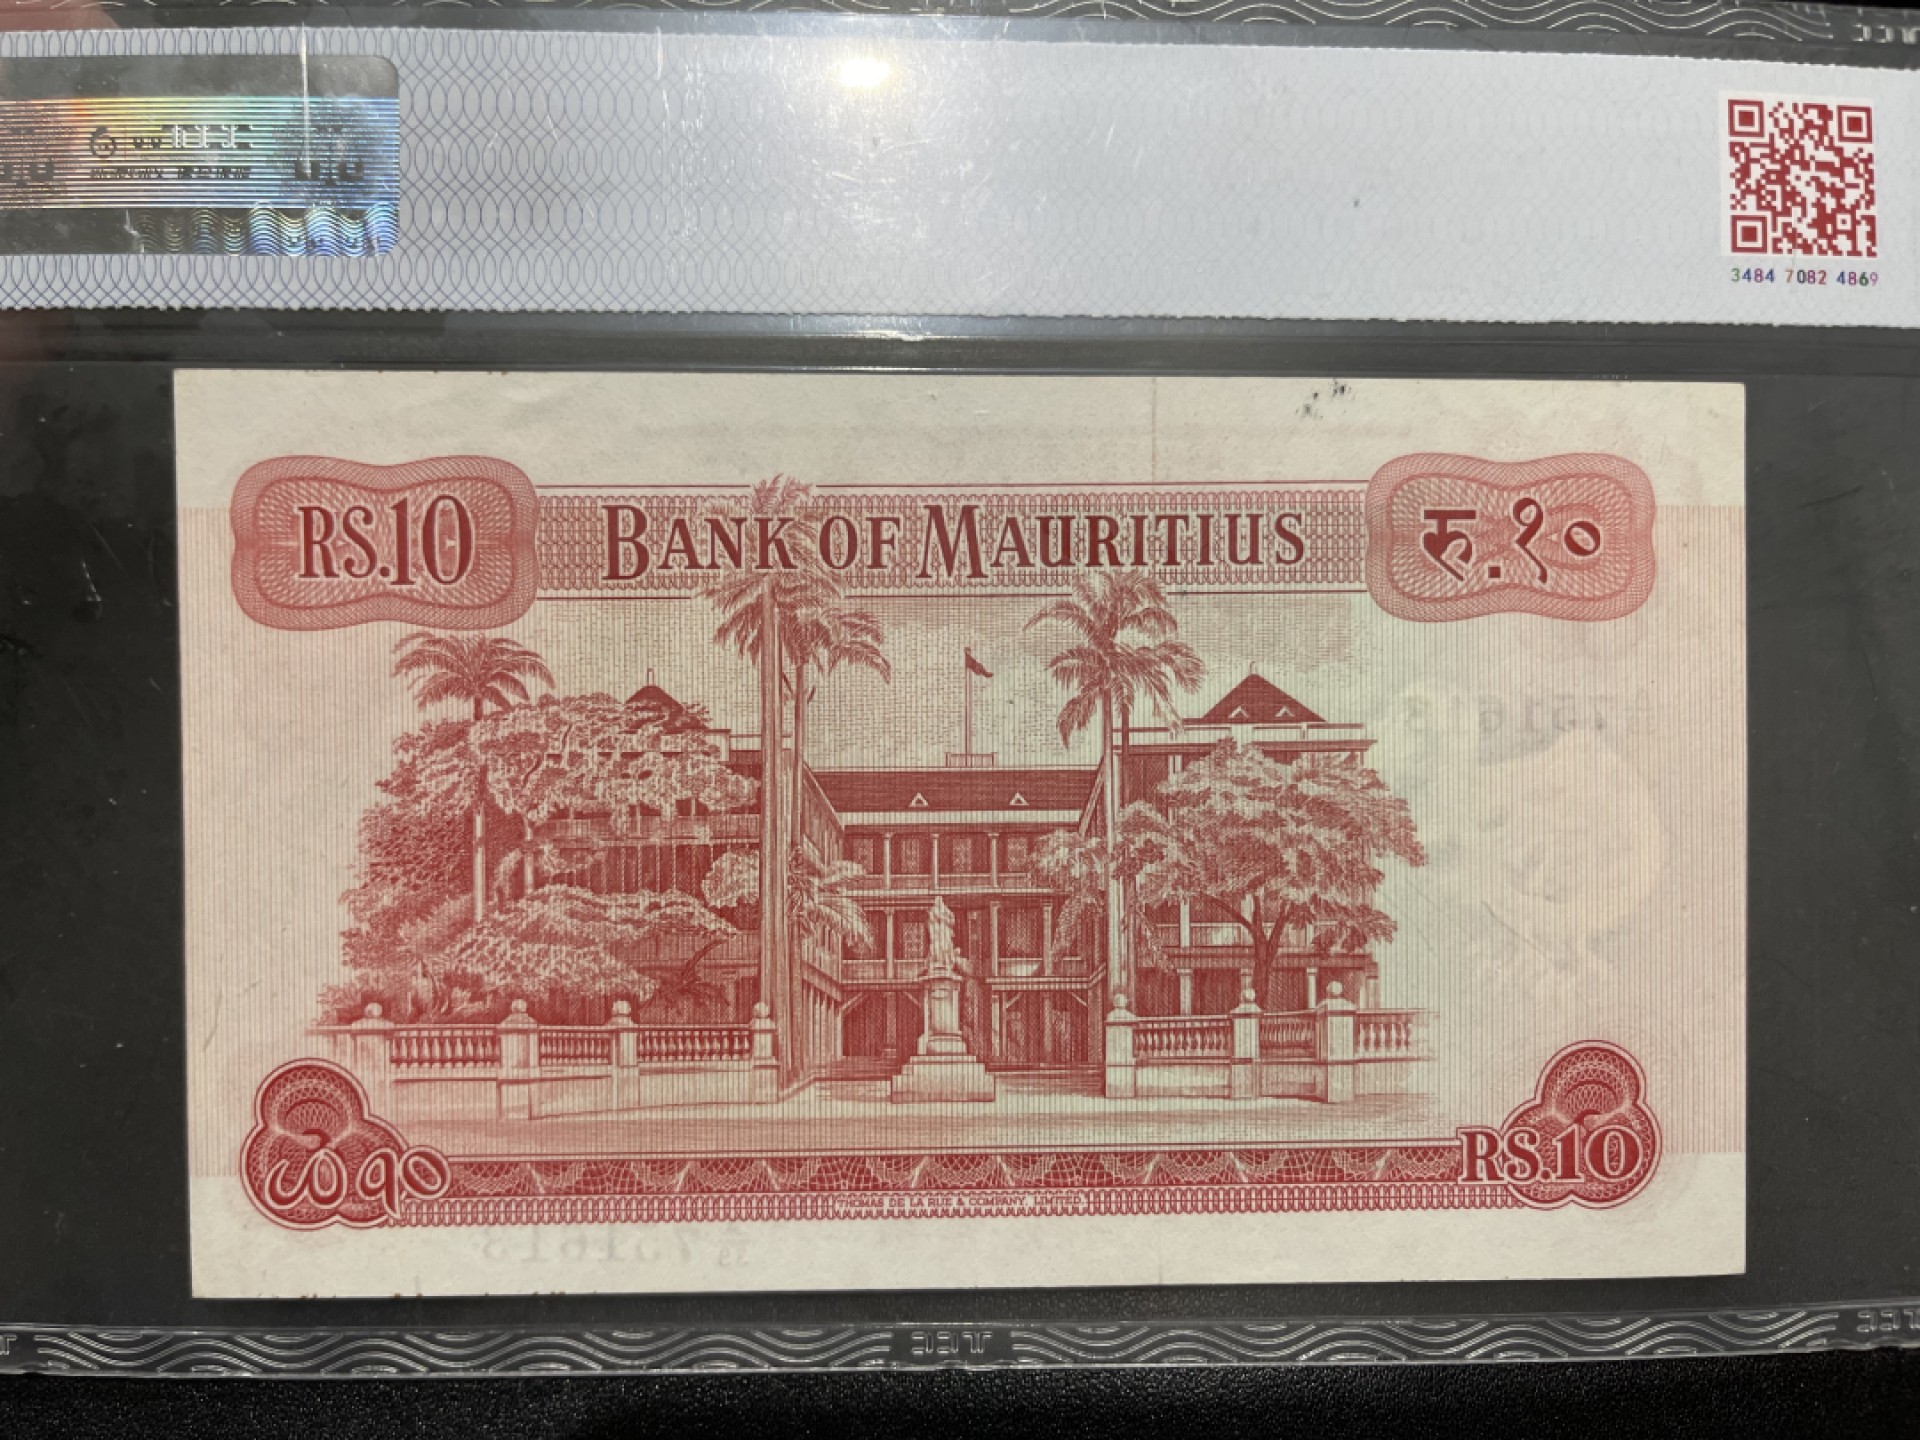 3484 7082 4869
RS.10
BANK OF MAURITIUS
रु.१०
ரூ ௧௦
RS.10
THOMAS DE LA RUE & COMPANY, LIMITED.